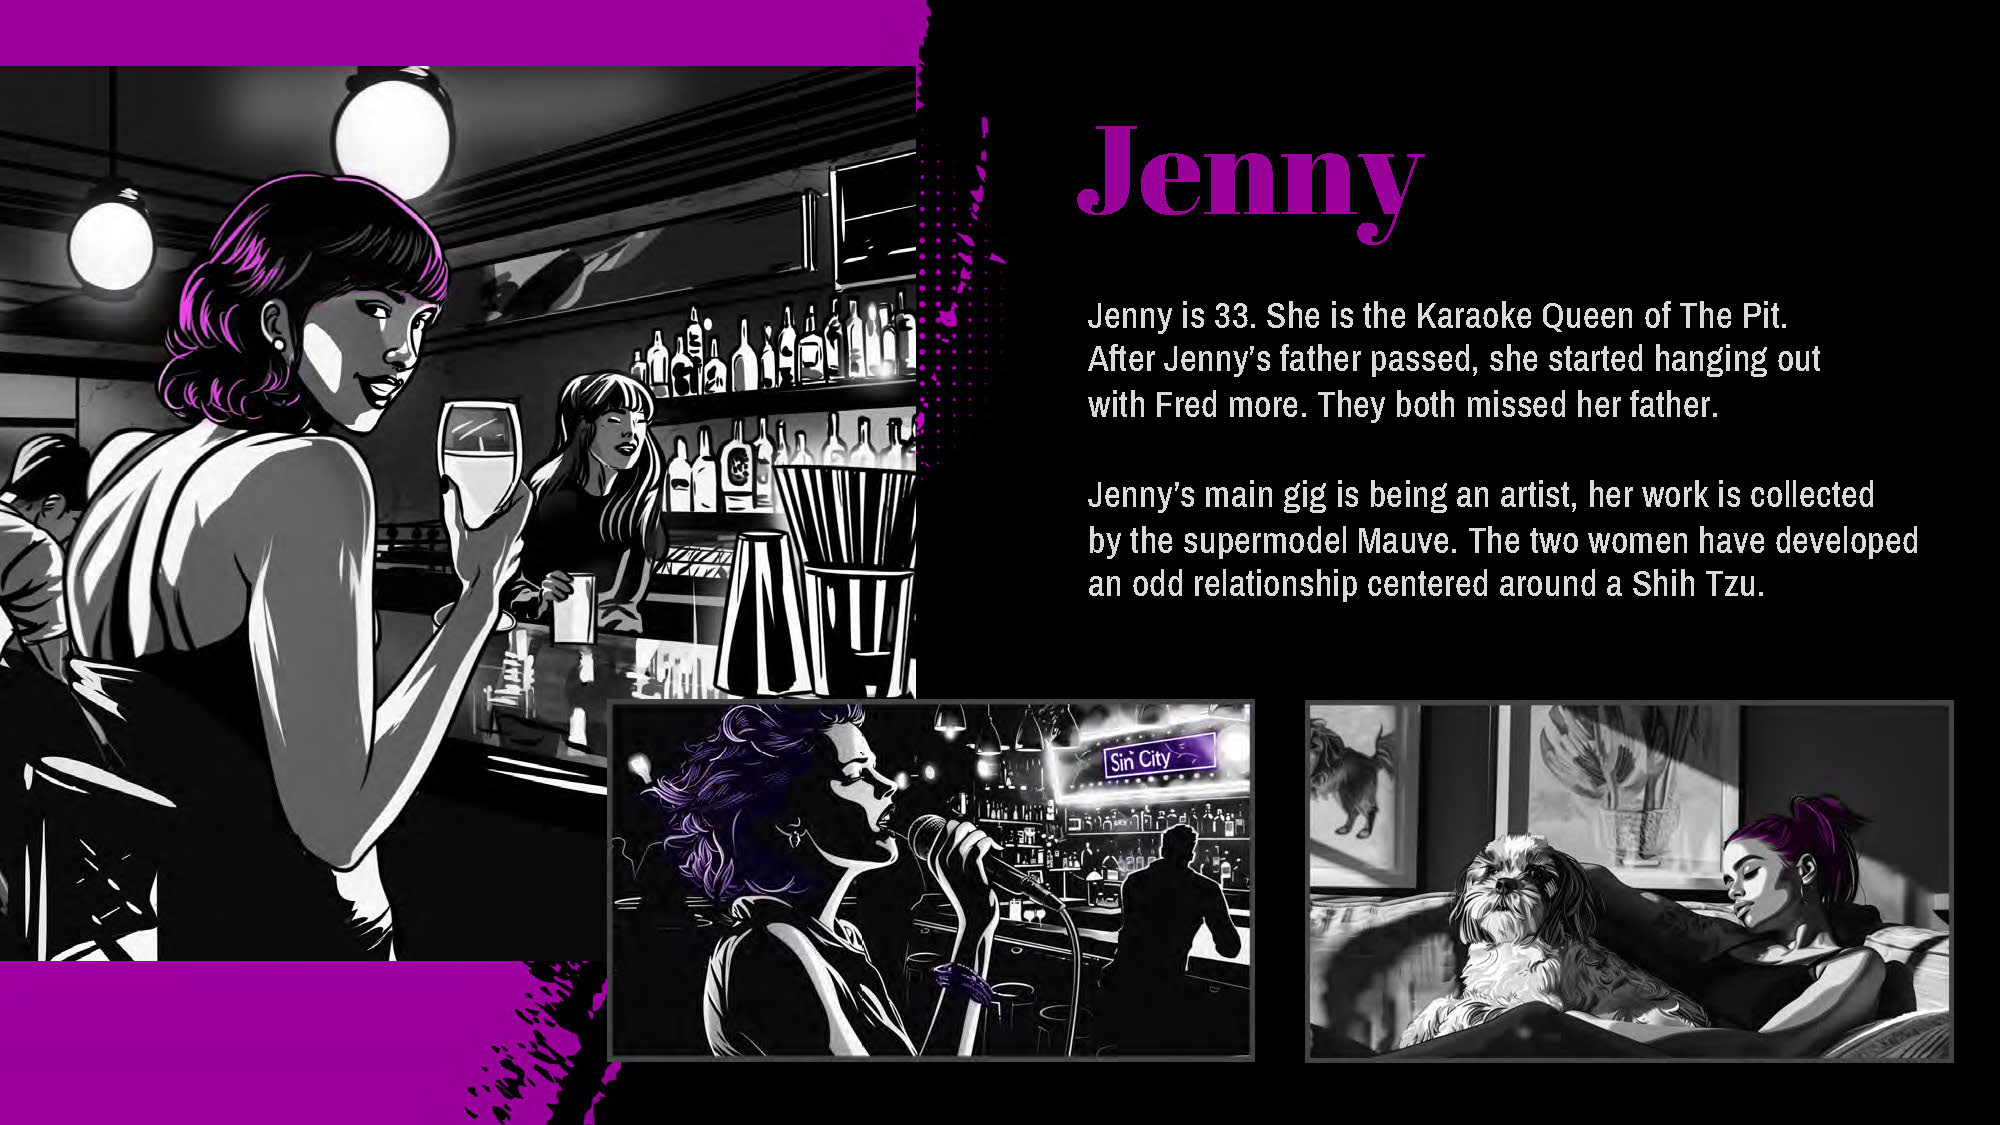 Jenny
Jenny is 33. She is the Karaoke Queen of The Pit.
After Jenny's father passed, she started hanging out
with Fred more. They both missed her father.
Jenny's main gig is being an artist, her work is collected
by the supermodel Mauve. The two women have developed
an odd relationship centered around a Shih Tzu.
Sin City